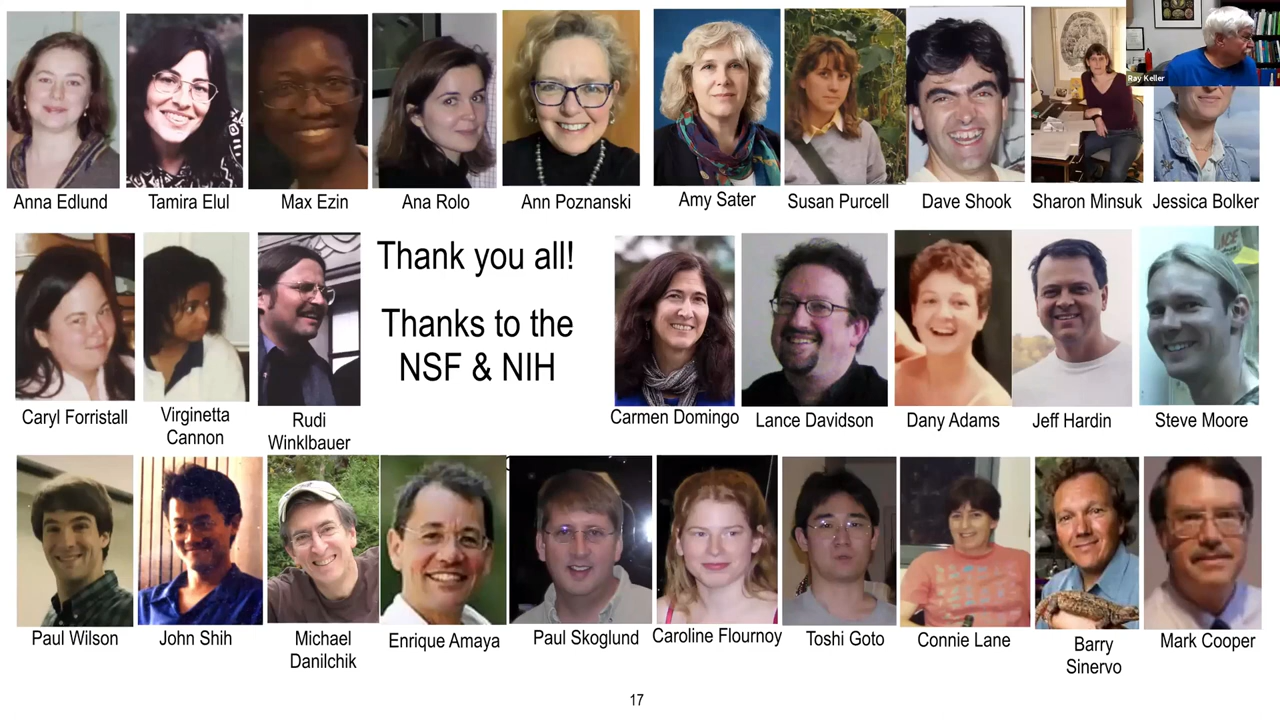 Ray Keller
Anna Edlund
Tamira Elul
Max Ezin
Ana Rolo
Ann Poznanski
Amy Sater
Susan Purcell
Dave Shook
Sharon Minsuk
Jessica Bolker
Thank you all!
Thanks to the
NSF & NIH
Caryl Forristall
Virginetta
Cannon
Rudi
Winklbauer
Carmen Domingo
Lance Davidson
Dany Adams
Jeff Hardin
Steve Moore
Paul Wilson
John Shih
Michael
Danilchik
Enrique Amaya
Paul Skoglund
Caroline Flournoy
Toshi Goto
Connie Lane
Barry
Sinervo
Mark Cooper
17